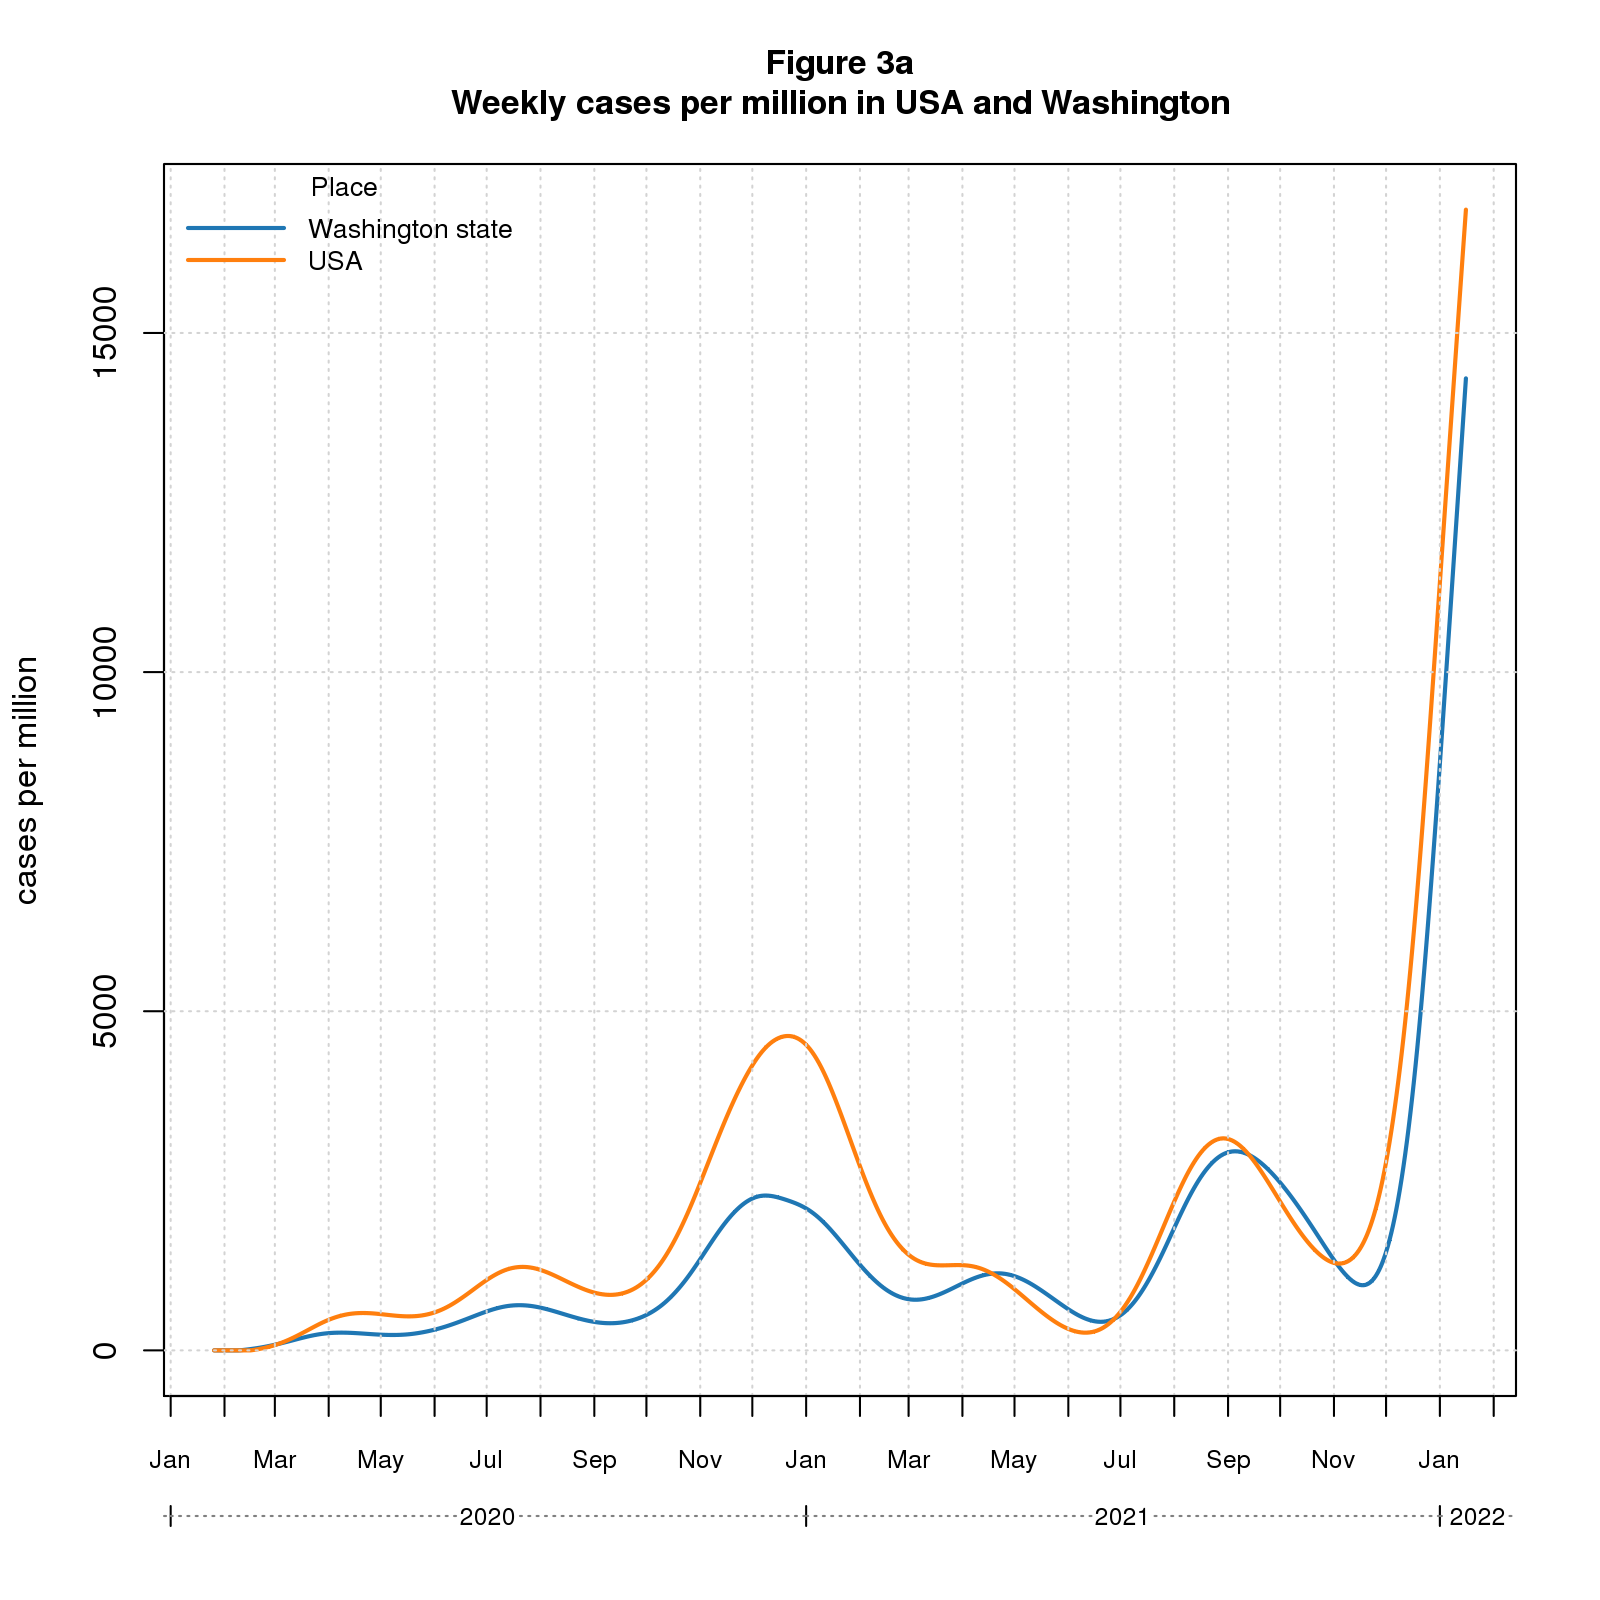 Figure 3a
Weekly cases per million in USA and Washington
Place
Washington state
USA
cases per million
15000
10000
5000
0
Jan Mar May Jul Sep Nov Jan Mar May Jul Sep Nov Jan
2020 2021 2022